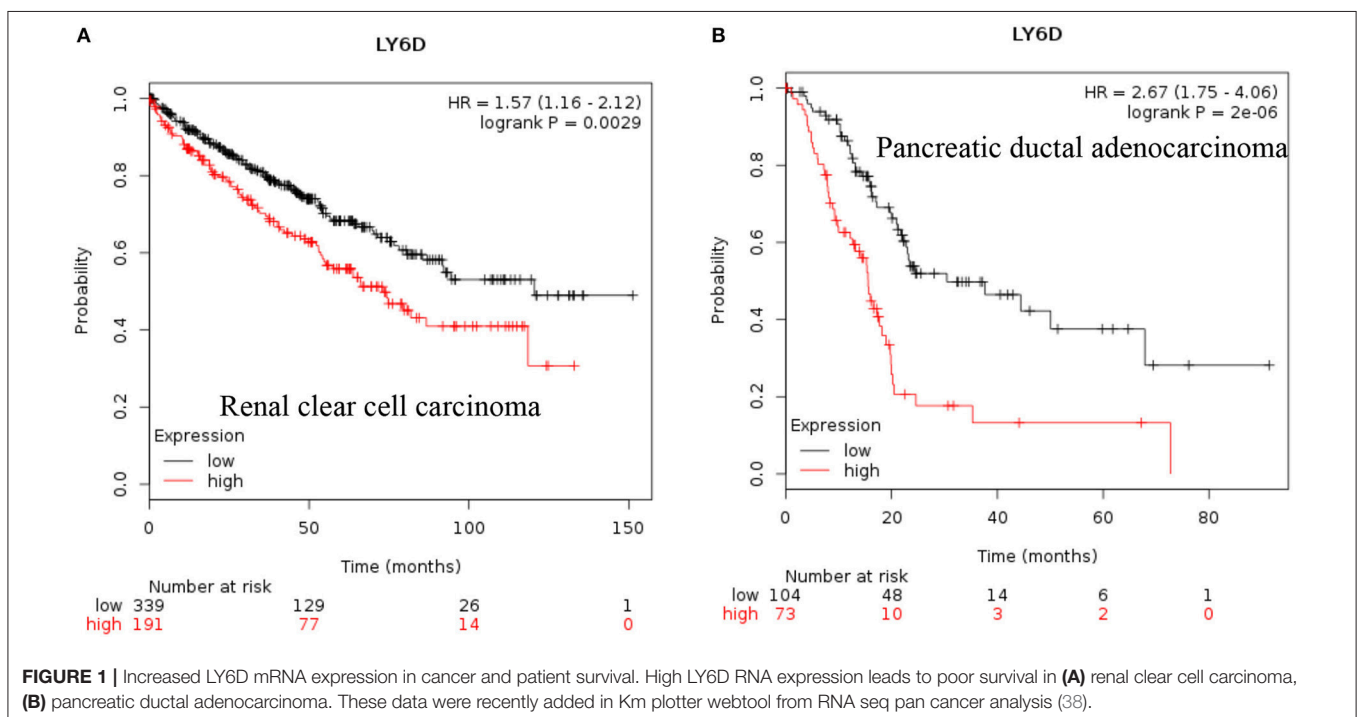 A
LY6D
HR = 1.57 (1.16 - 2.12)
logrank P = 0.0029
Probability
1.0
0.8
0.6
0.4
0.2
0.0
Renal clear cell carcinoma
Expression
low
high
0 50 100 150
Time (months)
Number at risk
low 339 129 26 1
high 191 77 14 0
B
LY6D
HR = 2.67 (1.75 - 4.06)
logrank P = 2e-06
Pancreatic ductal adenocarcinoma
Probability
1.0
0.8
0.6
0.4
0.2
0.0
Expression
low
high
0 20 40 60 80
Time (months)
Number at risk
low 104 48 14 6 1
high 73 10 3 2 0
FIGURE 1 | Increased LY6D mRNA expression in cancer and patient survival. High LY6D RNA expression leads to poor survival in (A) renal clear cell carcinoma,
(B) pancreatic ductal adenocarcinoma. These data were recently added in Km plotter webtool from RNA seq pan cancer analysis (38).